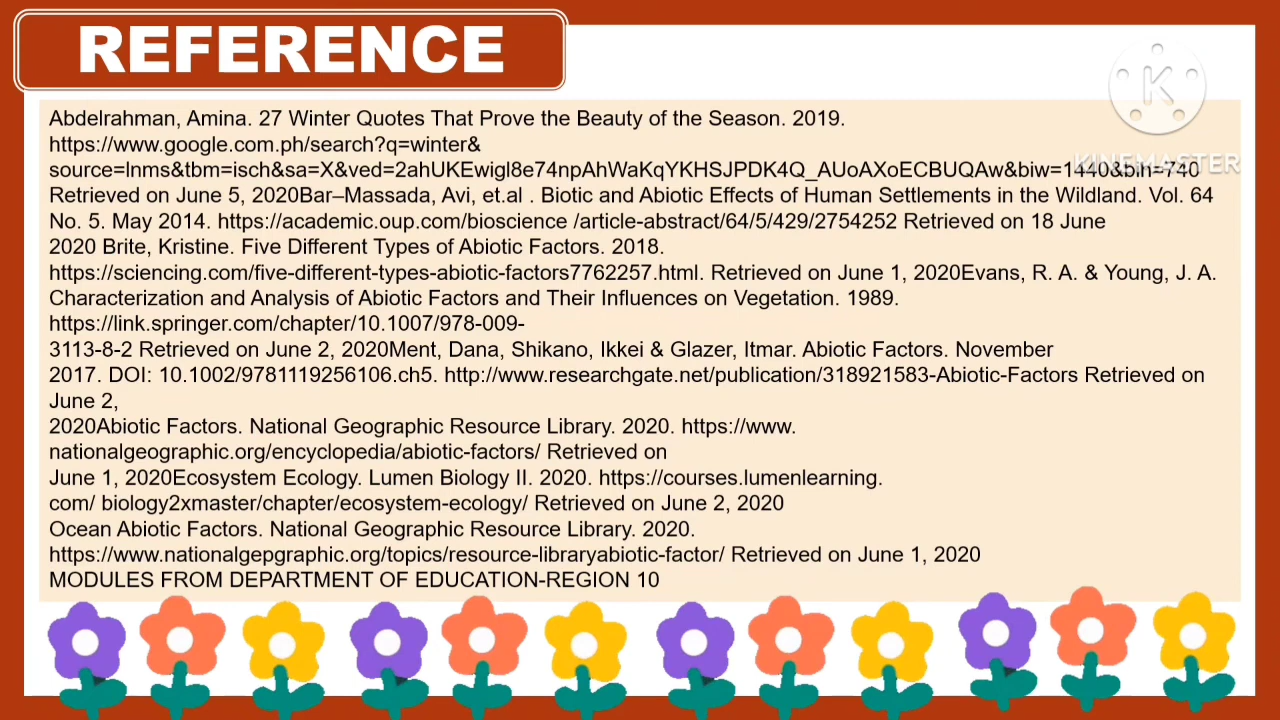 REFERENCE
K
KINEMASTER
Abdelrahman, Amina. 27 Winter Quotes That Prove the Beauty of the Season. 2019.
https://www.google.com.ph/search?q=winter&
source=lnms&tbm=isch&sa=X&ved=2ahUKEwigl8e74npAhWaKqYKHSJPDK4Q_AUoAXoECBUQAw&biw=1440&bih=740
Retrieved on June 5, 2020Bar–Massada, Avi, et.al . Biotic and Abiotic Effects of Human Settlements in the Wildland. Vol. 64
No. 5. May 2014. https://academic.oup.com/bioscience /article-abstract/64/5/429/2754252 Retrieved on 18 June
2020 Brite, Kristine. Five Different Types of Abiotic Factors. 2018.
https://sciencing.com/five-different-types-abiotic-factors7762257.html. Retrieved on June 1, 2020Evans, R. A. & Young, J. A.
Characterization and Analysis of Abiotic Factors and Their Influences on Vegetation. 1989.
https://link.springer.com/chapter/10.1007/978-009-
3113-8-2 Retrieved on June 2, 2020Ment, Dana, Shikano, Ikkei & Glazer, Itmar. Abiotic Factors. November
2017. DOI: 10.1002/9781119256106.ch5. http://www.researchgate.net/publication/318921583-Abiotic-Factors Retrieved on
June 2,
2020Abiotic Factors. National Geographic Resource Library. 2020. https://www.
nationalgeographic.org/encyclopedia/abiotic-factors/ Retrieved on
June 1, 2020Ecosystem Ecology. Lumen Biology II. 2020. https://courses.lumenlearning.
com/ biology2xmaster/chapter/ecosystem-ecology/ Retrieved on June 2, 2020
Ocean Abiotic Factors. National Geographic Resource Library. 2020.
https://www.nationalgepgraphic.org/topics/resource-libraryabiotic-factor/ Retrieved on June 1, 2020
MODULES FROM DEPARTMENT OF EDUCATION-REGION 10